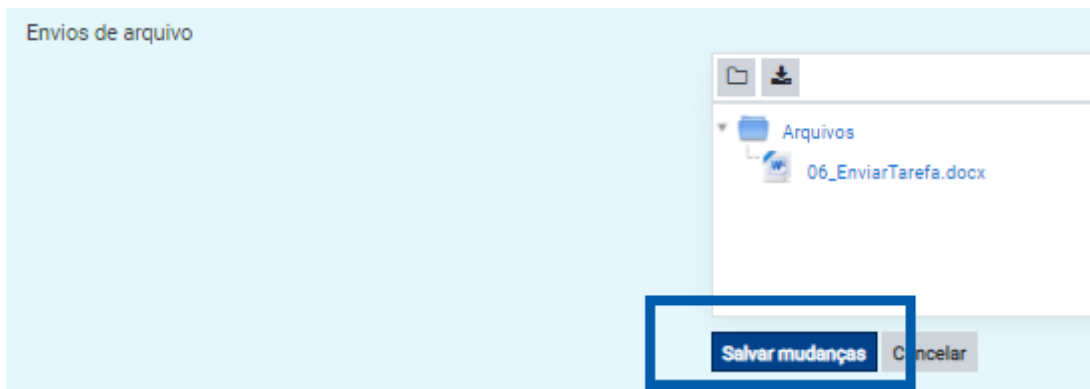 Envios de arquivo
Arquivos
06_EnviarTarefa.docx
Salvar mudanças Cancelar